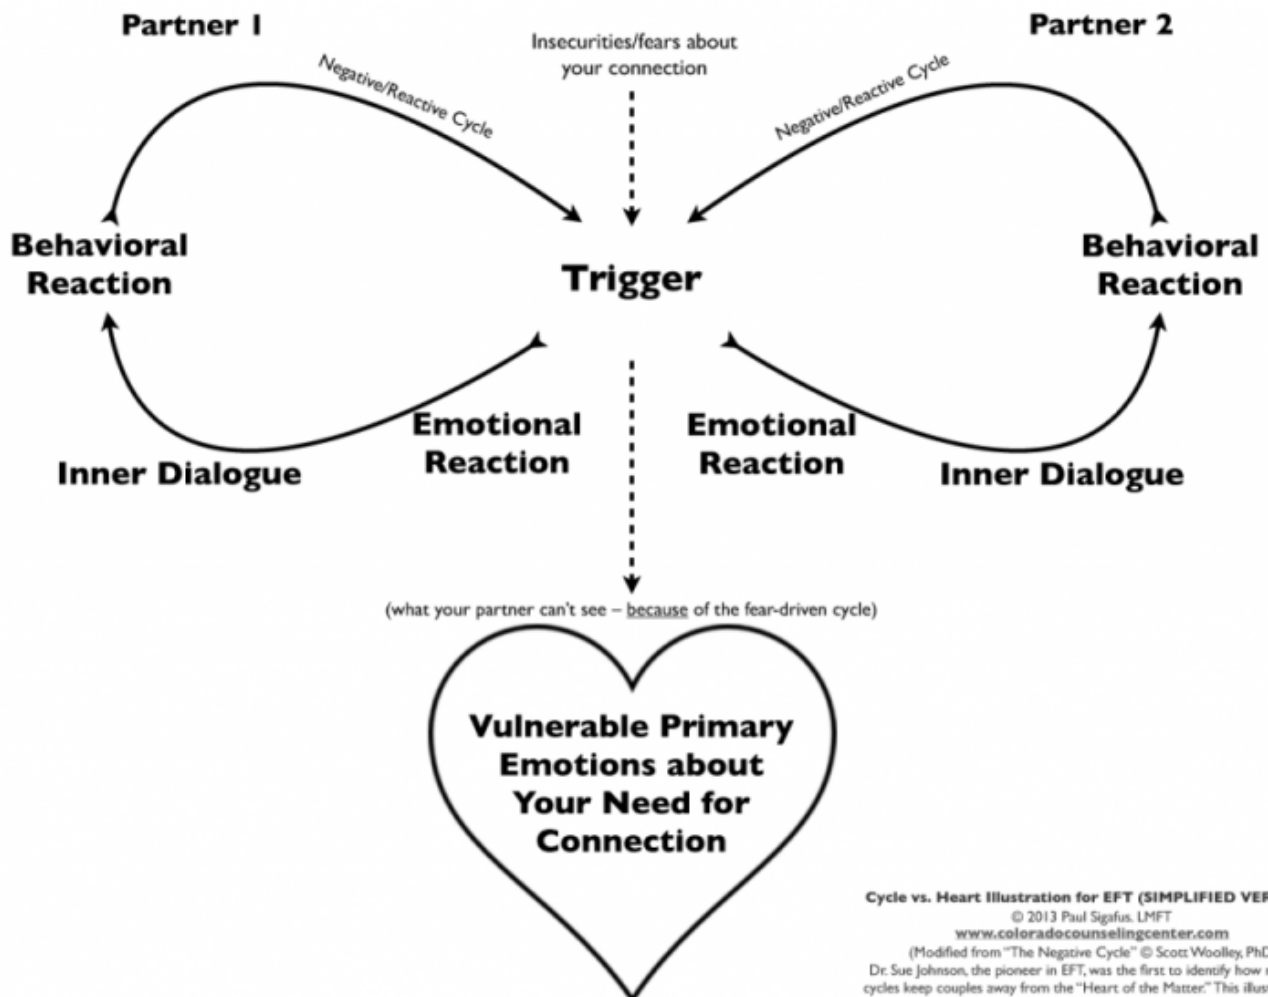 Partner 1
Partner 2
Insecurities/fears about
your connection
Negative/Reactive Cycle
Negative/Reactive Cycle
Behavioral
Reaction
Trigger
Behavioral
Reaction
Emotional
Reaction
Emotional
Reaction
Inner Dialogue
Inner Dialogue
(what your partner can't see – because of the fear-driven cycle)
Vulnerable Primary
Emotions about
Your Need for
Connection
Cycle vs. Heart Illustration for EFT (SIMPLIFIED VER
© 2013 Paul Sigafus. LMFT
www.coloradocounselingcenter.com
(Modified from "The Negative Cycle" © Scott Woolley, PhD
Dr. Sue Johnson, the pioneer in EFT, was the first to identify how
cycles keep couples away from the "Heart of the Matter." This